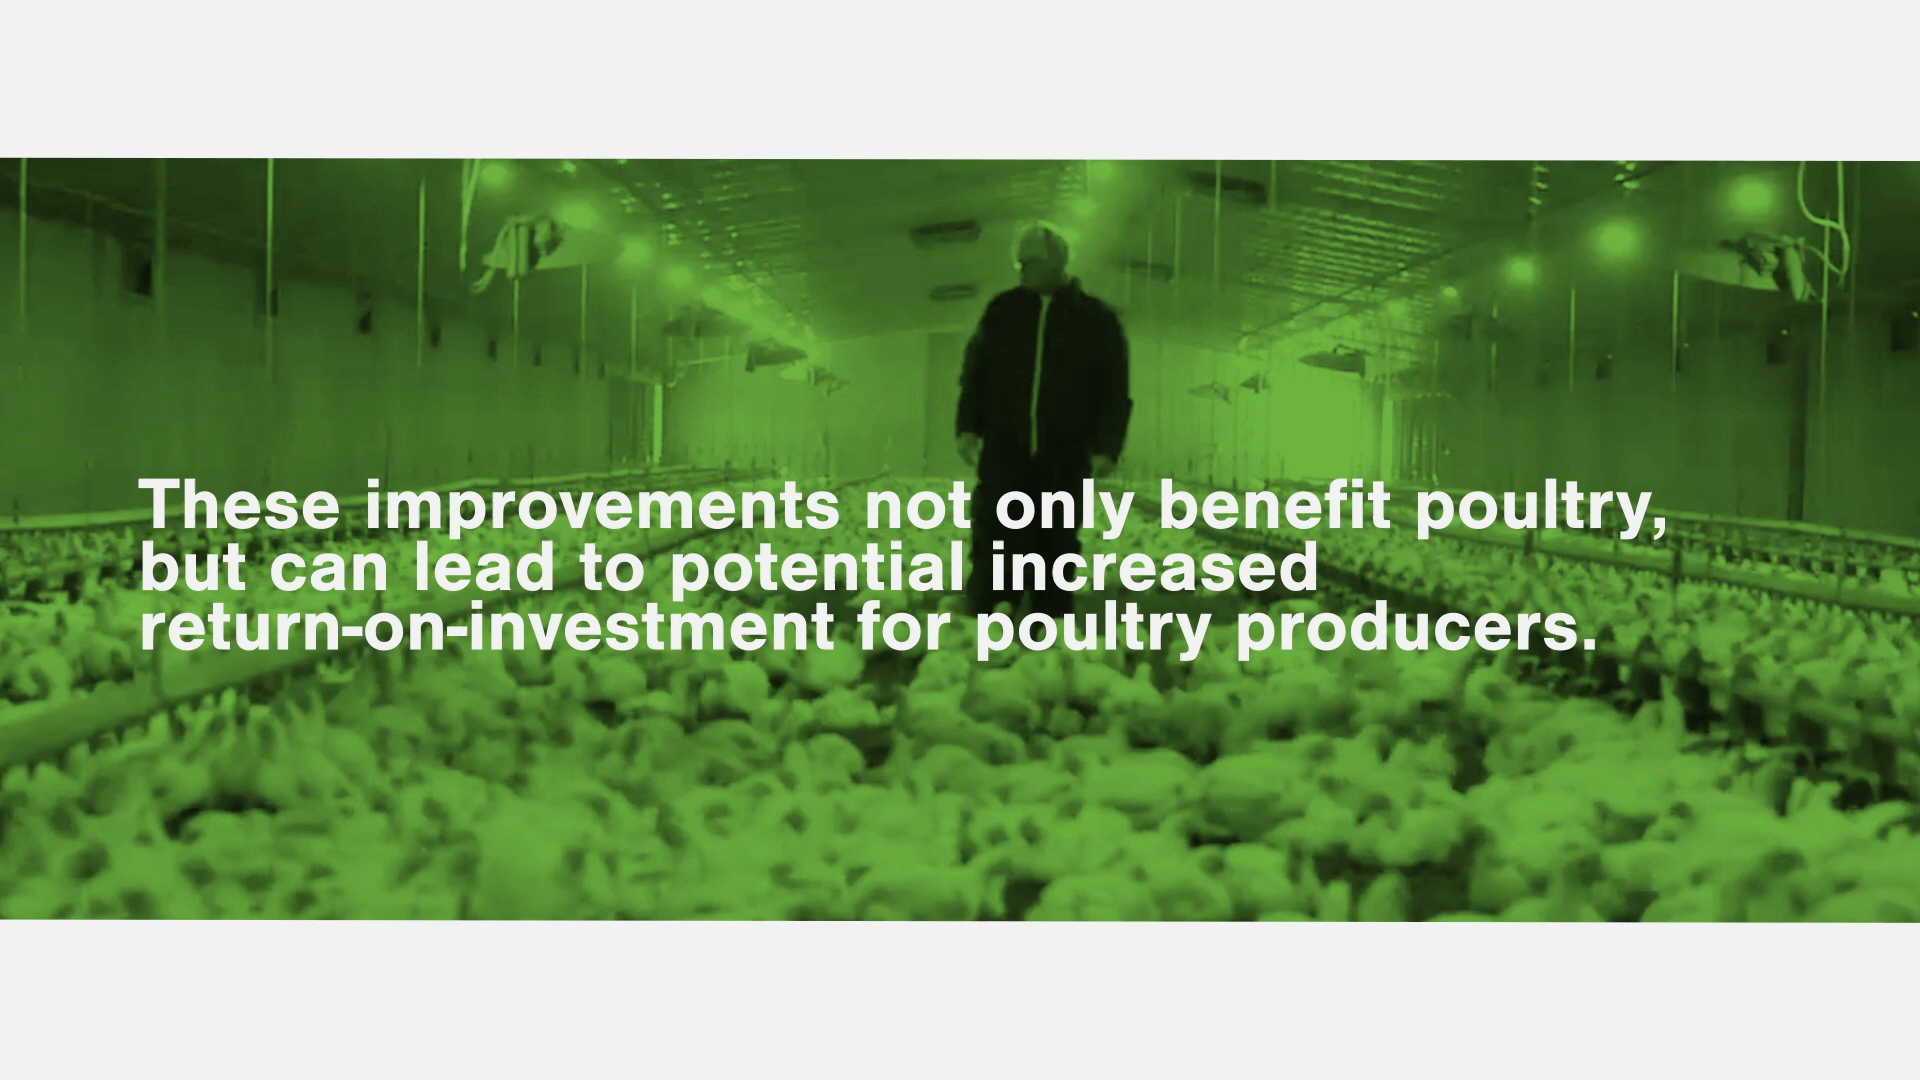 These improvements not only benefit poultry,
but can lead to potential increased
return-on-investment for poultry producers.